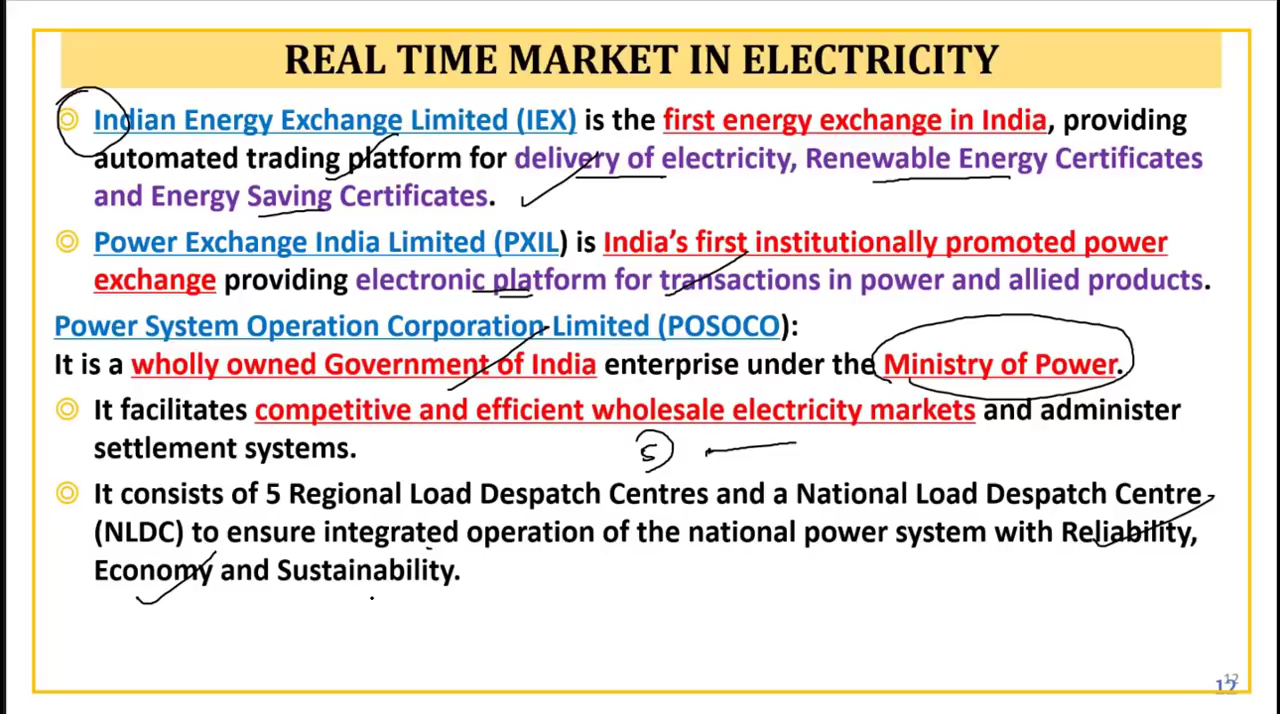 REAL TIME MARKET IN ELECTRICITY
Indian Energy Exchange Limited (IEX) is the first energy exchange in India, providing
automated trading platform for delivery of electricity, Renewable Energy Certificates
and Energy Saving Certificates.
Power Exchange India Limited (PXIL) is India's first institutionally promoted power
exchange providing electronic platform for transactions in power and allied products.
Power System Operation Corporation Limited (POSOCO):
It is a wholly owned Government of India enterprise under the Ministry of Power.
It facilitates competitive and efficient wholesale electricity markets and administer
settlement systems.
5
It consists of 5 Regional Load Despatch Centres and a National Load Despatch Centre
(NLDC) to ensure integrated operation of the national power system with Reliability,
Economy and Sustainability.
12
12